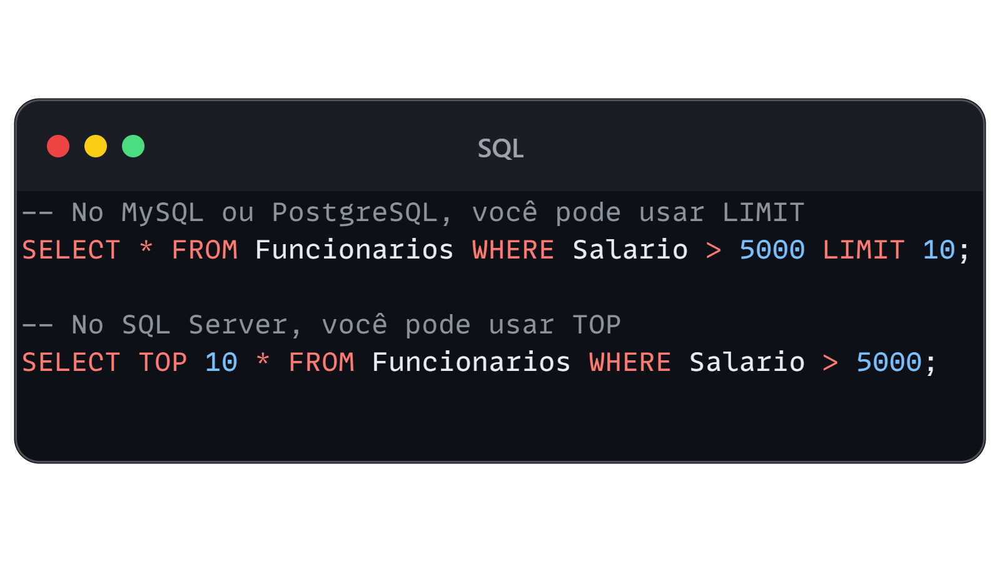 SQL
-- No MySQL ou PostgreSQL, você pode usar LIMIT
SELECT * FROM Funcionarios WHERE Salario > 5000 LIMIT 10;
-- No SQL Server, você pode usar TOP
SELECT TOP 10 * FROM Funcionarios WHERE Salario > 5000;